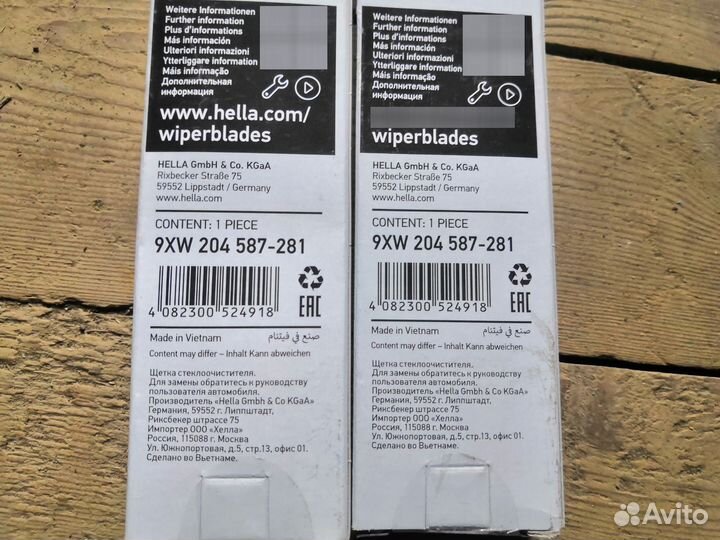 Weitere Informationen
Further information
Plus d'informations
Más información
Ulteriori informazioni
Ytterliggare information
Máis informação
Дополнительная
информация
www.hella.com/
wiperblades
HELLA GmbH & Co. KGaA
Rixbecker Straße 75
59552 Lippstadt / Germany
www.hella.com
CONTENT: 1 PIECE
9XW 204 587-281
4 082300 524918
EAC
Made in Vietnam صنع في فيتنام
Content may differ – Inhalt Kann abweichen
Щетка стеклоочистителя.
Для замены обратитесь к руководству
пользователя автомобиля.
Производитель «Hella Gmbh & Co KGaA»
Германия, 59552 г. Липпштадт,
Риксбекер штрассе 75
Импортер ООО «Хелла»
Россия, 115088 г. Москва
Ул. Южнопортовая, д.5, стр.13, офис 01.
Сделано во Вьетнаме.
Weitere Informationen
Further information
Plus d'informations
Más información
Ulteriori informazioni
Ytterliggare information
Máis informação
Дополнительная
информация
wiperblades
HELLA GmbH & Co. KGaA
Rixbecker Straße 75
59552 Lippstadt / Germany
www.hella.com
CONTENT: 1 PIECE
9XW 204 587-281
4 082300 524918
EAC
Made in Vietnam صنع في فيتنام
Content may differ – Inhalt Kann abweichen
Щетка стеклоочистителя.
Для замены обратитесь к руководству
пользователя автомобиля.
Производитель «Hella Gmbh & Co KGaA»
Германия, 59552 г. Липштадт,
Риксбекер штрассе 75
Импортер ООО «Хелла»
Россия, 115088 г. Москва
Ул. Южнопортовая, д.5, стр.13, офис 01.
Сделано во Вьетнаме.
Avito